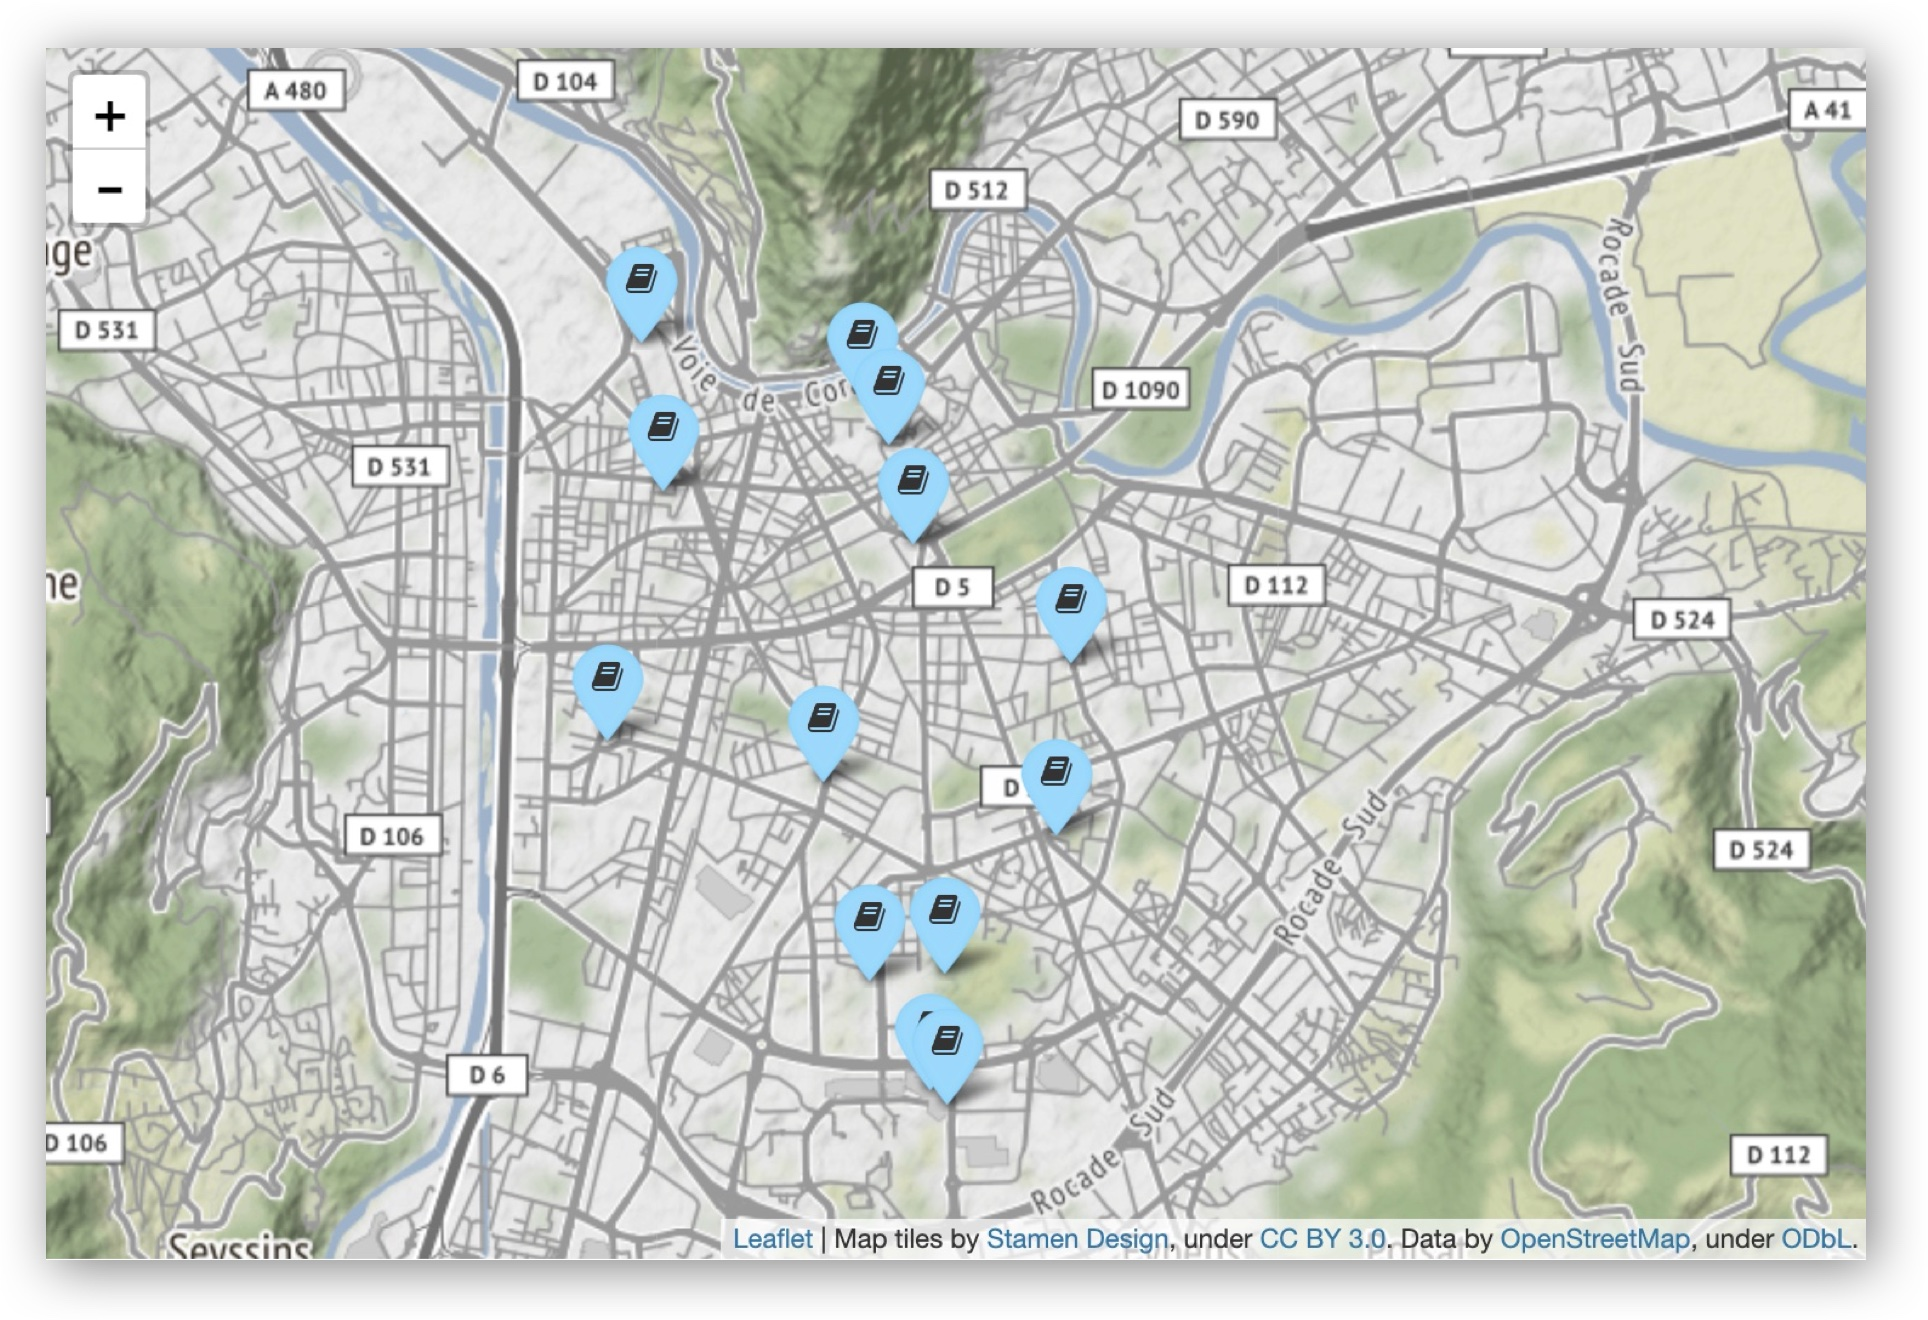 +
−
A 480
D 104
D 590
A 41
D 512
Rocade Sud
ge
D 531
Voie de Cor
D 1090
D 531
D 5
D 112
D 524
ne
D
D 106
Rocade Sud
D 524
D 6
D 106
Rocade Sud
D 112
Seyssins
Leaflet | Map tiles by Stamen Design, under CC BY 3.0. Data by OpenStreetMap, under ODbL.